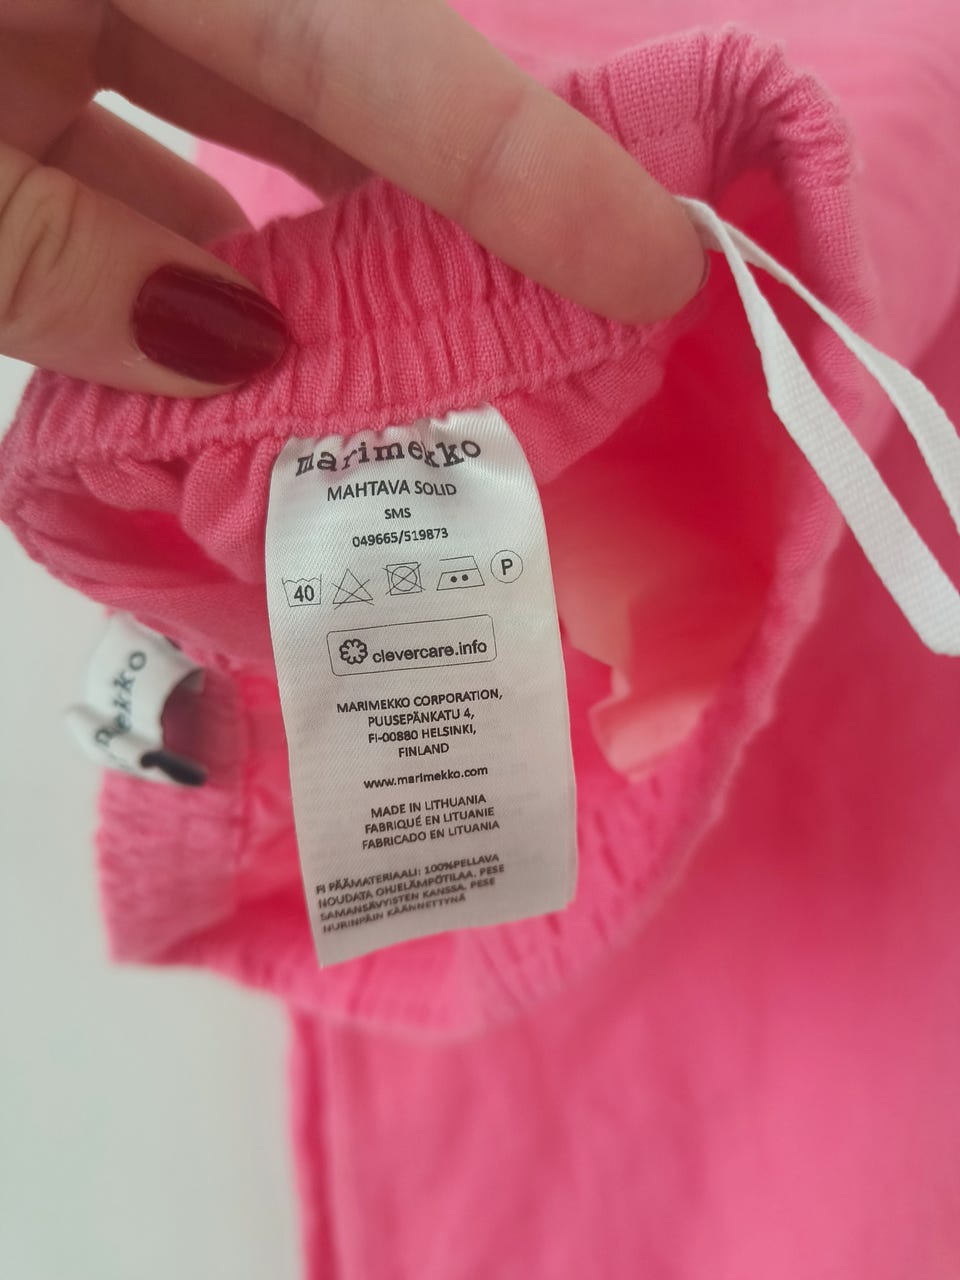 marimekko
MAHTAVA SOLID
SMS
049665/519873
40
P
clevercare.info
MARIMEKKO CORPORATION,
PUUSEPÄNKATU 4,
FI-00880 HELSINKI,
FINLAND
www.marimekko.com
MADE IN LITHUANIA
FABRIQUÉ EN LITUANIE
FABRICADO EN LITUANIA
FI PÄÄMATERIAALI: 100%PELLAVA
NOUDATA OHJELÄMPÖTILAA. PESE
SAMANSÄVYISTEN KANSSA. PESE
NURINPÄIN KÄÄNNETTYNÄ